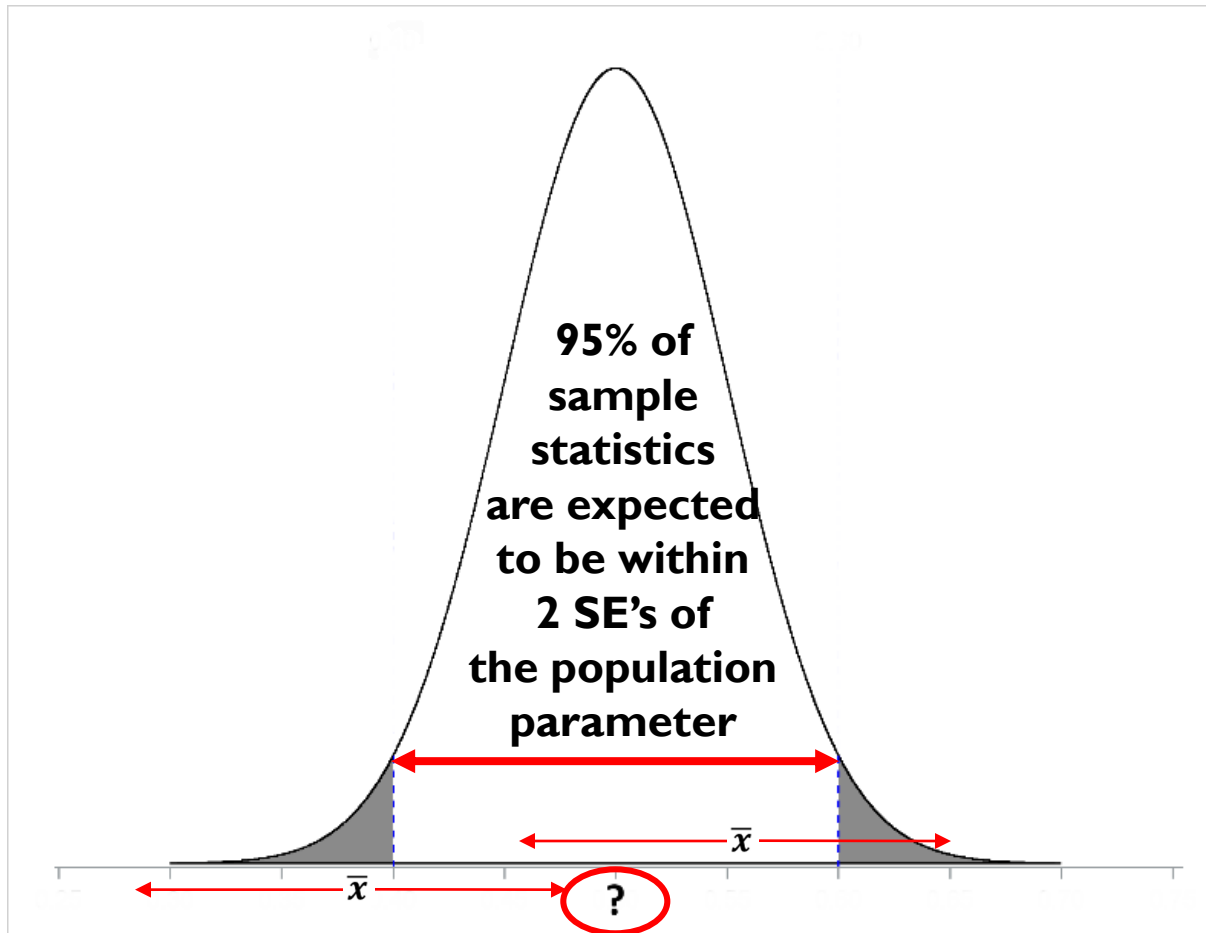 95% of
sample
statistics
are expected
to be within
2 SE’s of
the population
parameter
x̅
x̅
?